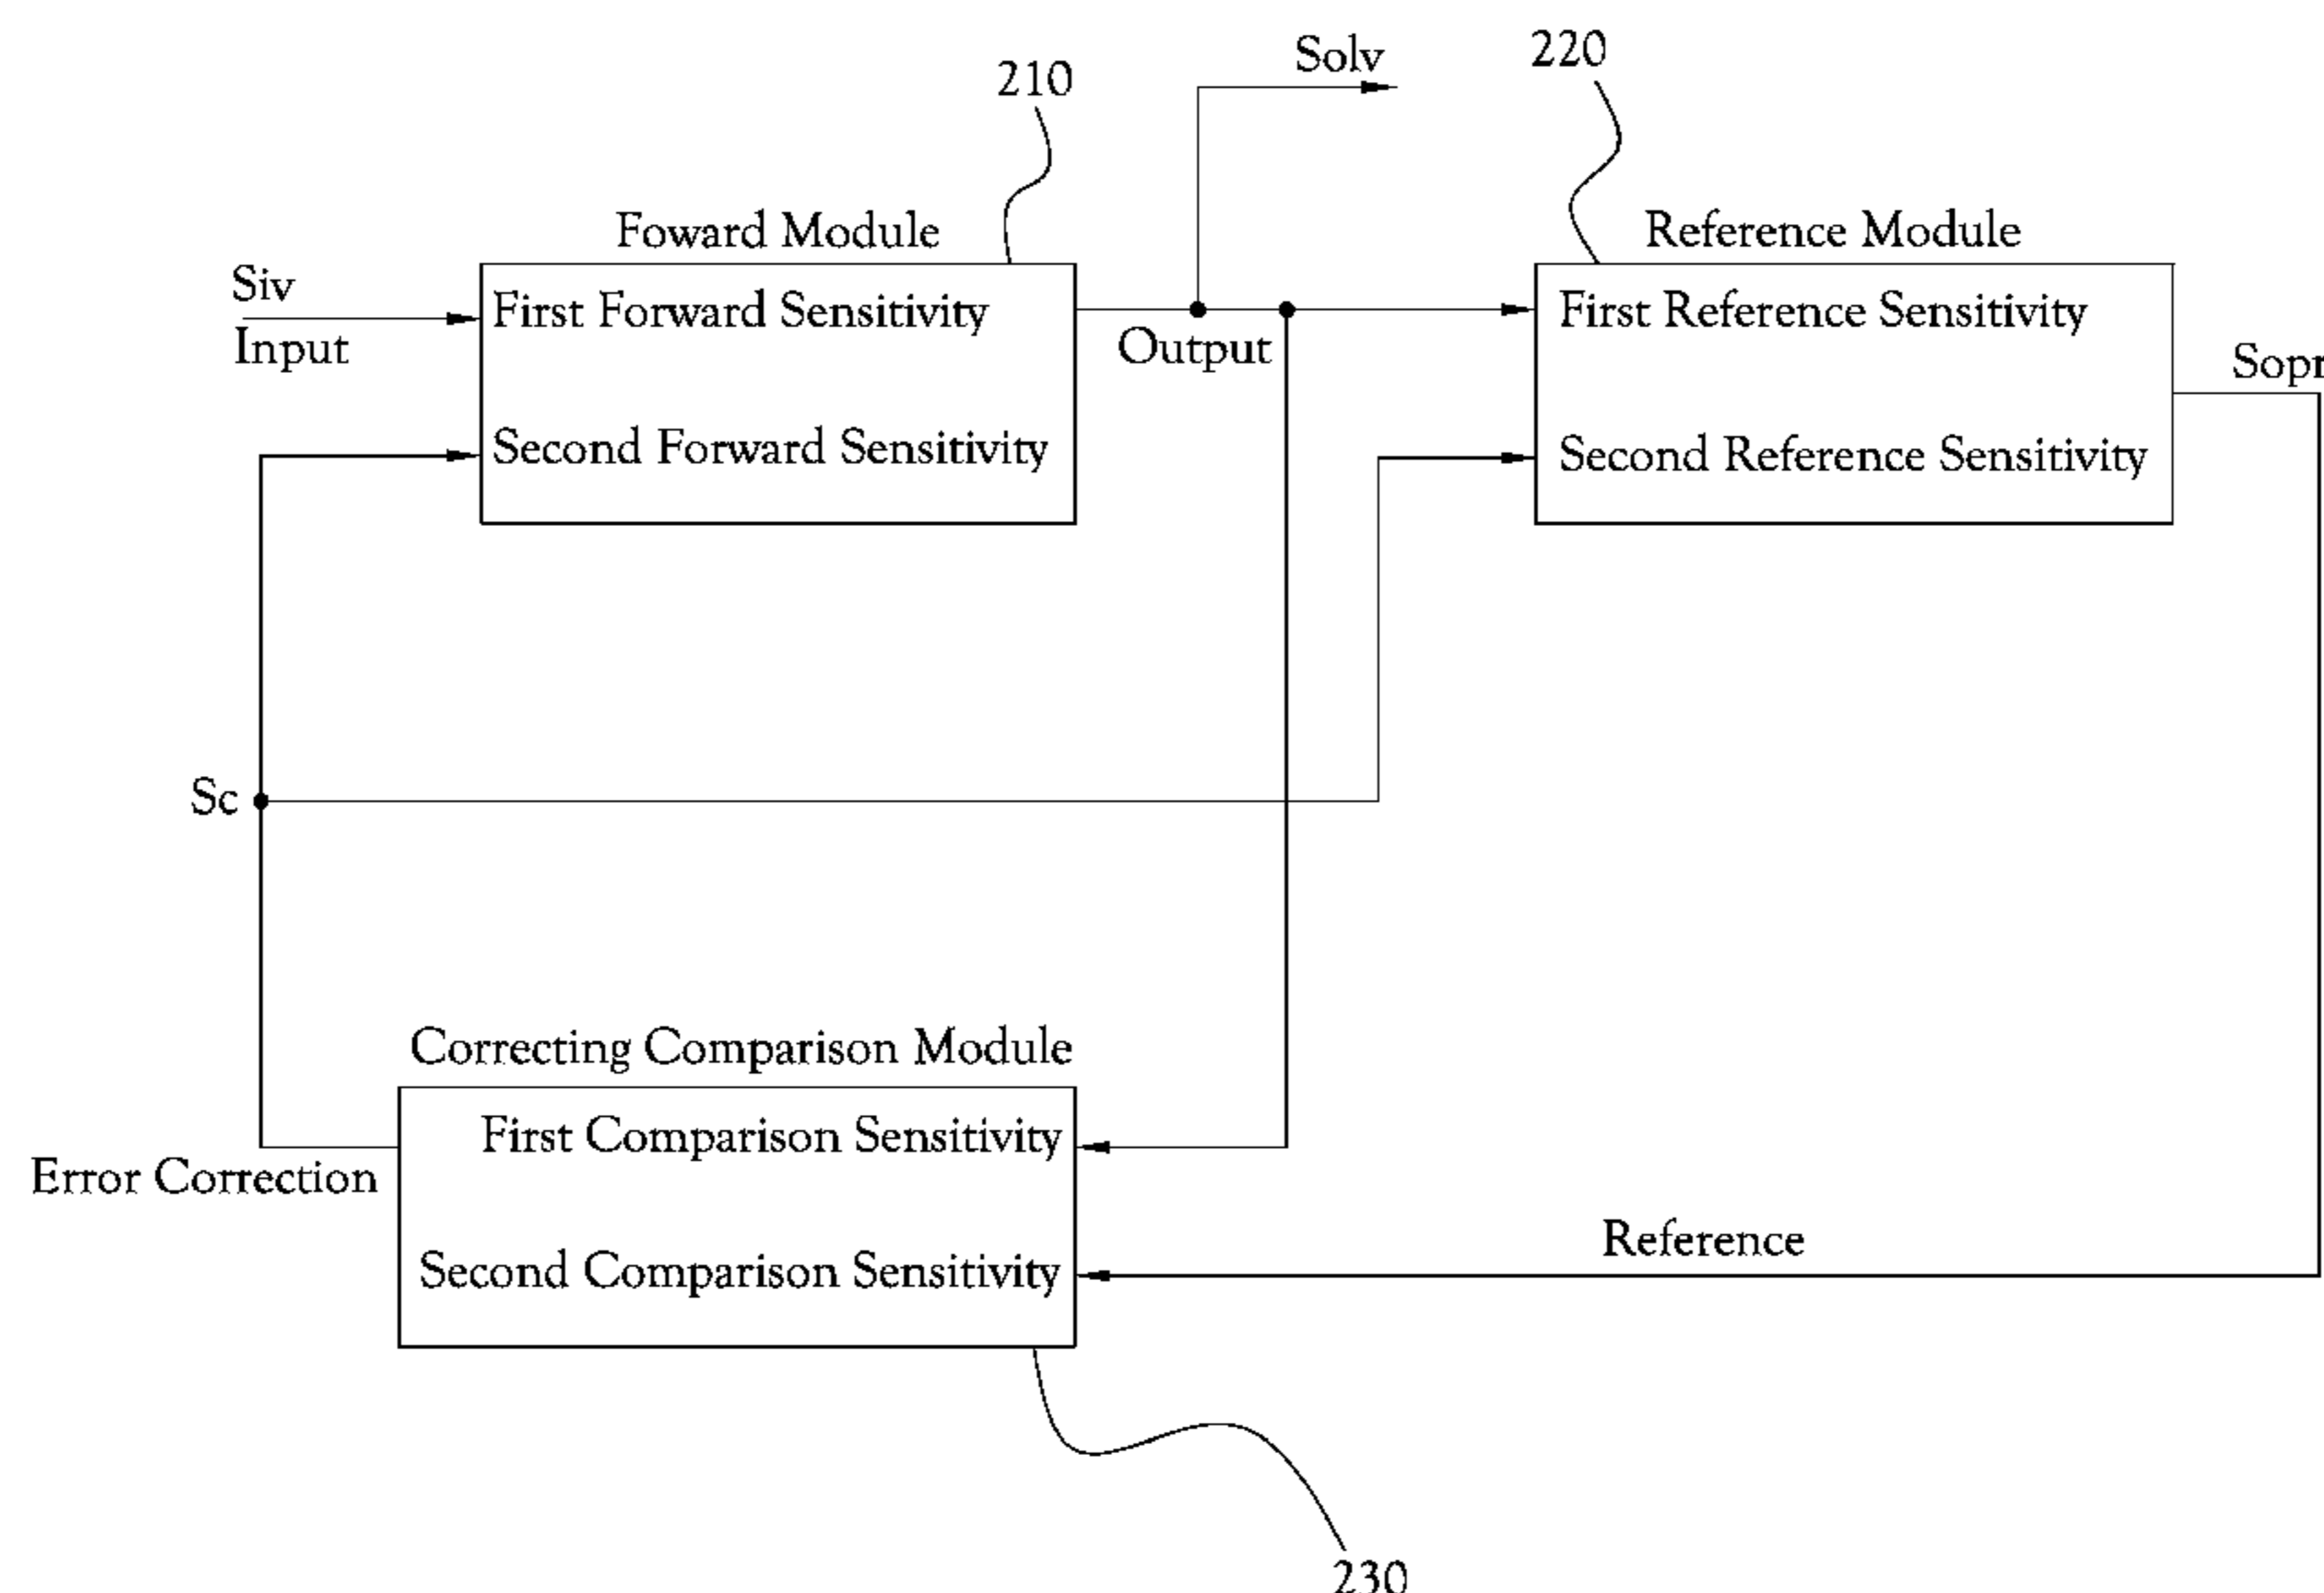 210
Solv
220
Foward Module
Reference Module
Siv
Input
First Forward Sensitivity
Second Forward Sensitivity
Output
First Reference Sensitivity
Second Reference Sensitivity
Sopr
Sc
Correcting Comparison Module
First Comparison Sensitivity
Second Comparison Sensitivity
Error Correction
Reference
230